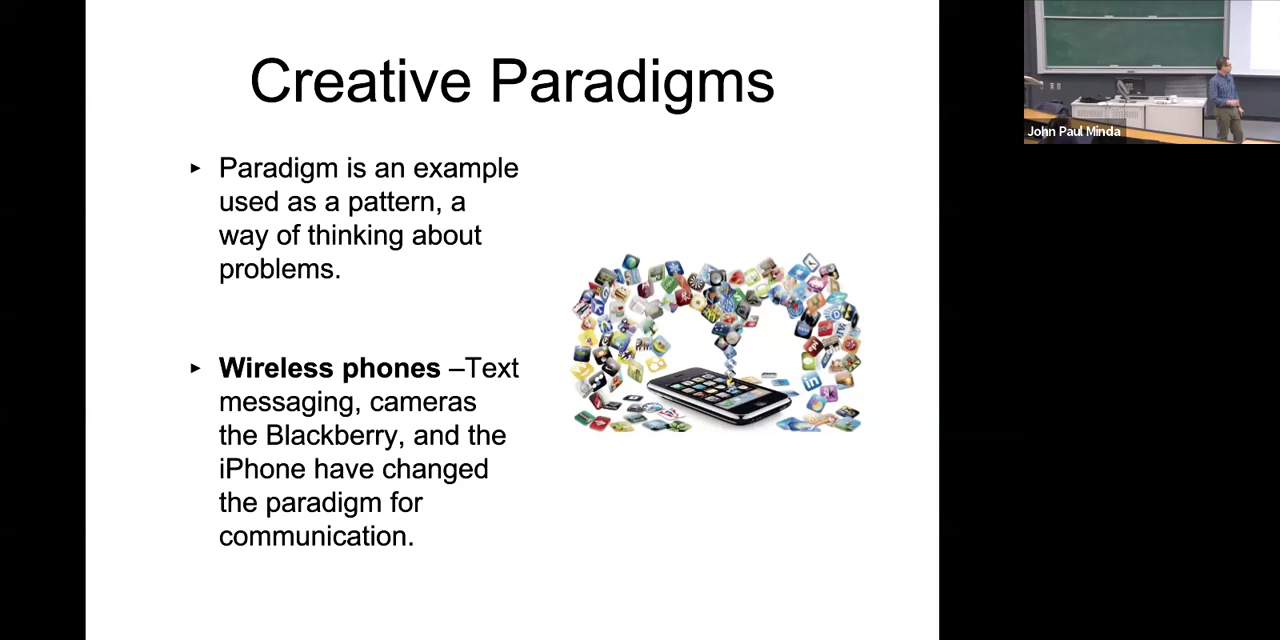 Creative Paradigms
▸ Paradigm is an example
used as a pattern, a
way of thinking about
problems.
▸ Wireless phones –Text
messaging, cameras
the Blackberry, and the
iPhone have changed
the paradigm for
communication.
in
John Paul Minda